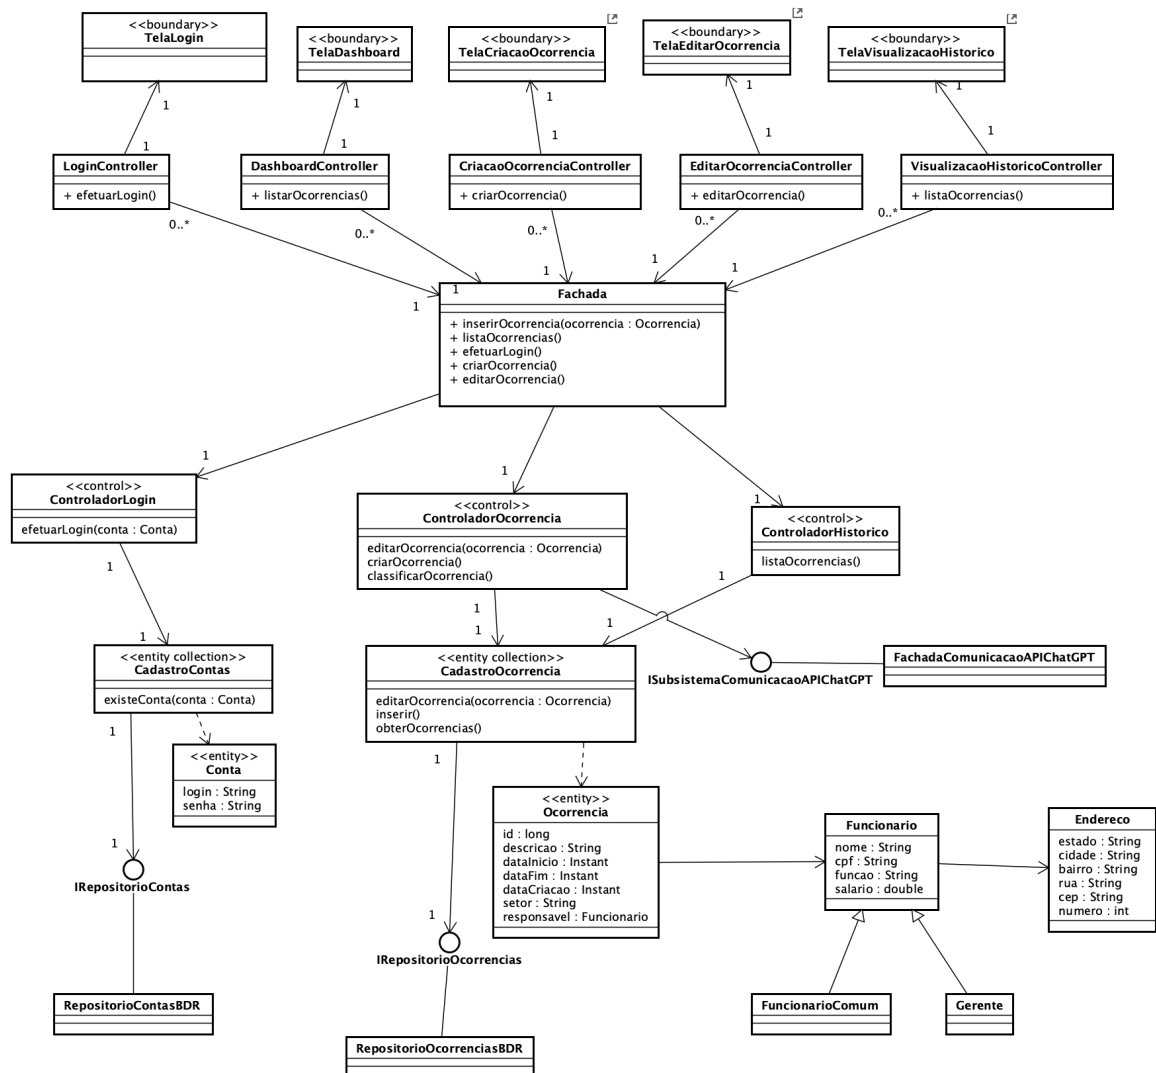 <<boundary>>
TelaLogin
<<boundary>>
TelaDashboard
<<boundary>>
TelaCriacaoOcorrencia
<<boundary>>
TelaEditarOcorrencia
<<boundary>>
TelaVisualizacaoHistorico
1
1
1
1
1
1
1
1
1
1
LoginController
+ efetuarLogin()
DashboardController
+ listarOcorrencias()
CriacaoOcorrenciaController
+ criarOcorrencia()
EditarOcorrenciaController
+ editarOcorrencia()
VisualizacaoHistoricoController
+ listaOcorrencias()
0..*
0..*
0..*
0..*
0..*
1
1
1
1
1
Fachada
+ inserirOcorrencia(ocorrencia : Ocorrencia)
+ listaOcorrencias()
+ efetuarLogin()
+ criarOcorrencia()
+ editarOcorrencia()
1
1
1
<<control>>
ControladorLogin
efetuarLogin(conta : Conta)
<<control>>
ControladorOcorrencia
editarOcorrencia(ocorrencia : Ocorrencia)
criarOcorrencia()
classificarOcorrencia()
<<control>>
ControladorHistorico
listaOcorrencias()
1
1
1
1
1
1
<<entity collection>>
CadastroContas
existeConta(conta : Conta)
<<entity collection>>
CadastroOcorrencia
editarOcorrencia(ocorrencia : Ocorrencia)
inserir()
obterOcorrencias()
ISubsistemaComunicacaoAPIChatGPT
FachadaComunicacaoAPIChatGPT
1
1
<<entity>>
Conta
login : String
senha : String
1
1
<<entity>>
Ocorrencia
id : long
descricao : String
dataInicio : Instant
dataFim : Instant
dataCriacao : Instant
setor : String
responsavel : Funcionario
Funcionario
nome : String
cpf : String
funcao : String
salario : double
Endereco
estado : String
cidade : String
bairro : String
rua : String
cep : String
numero : int
IRepositorioContas
IRepositorioOcorrencias
RepositorioContasBDR
RepositorioOcorrenciasBDR
FuncionarioComum
Gerente